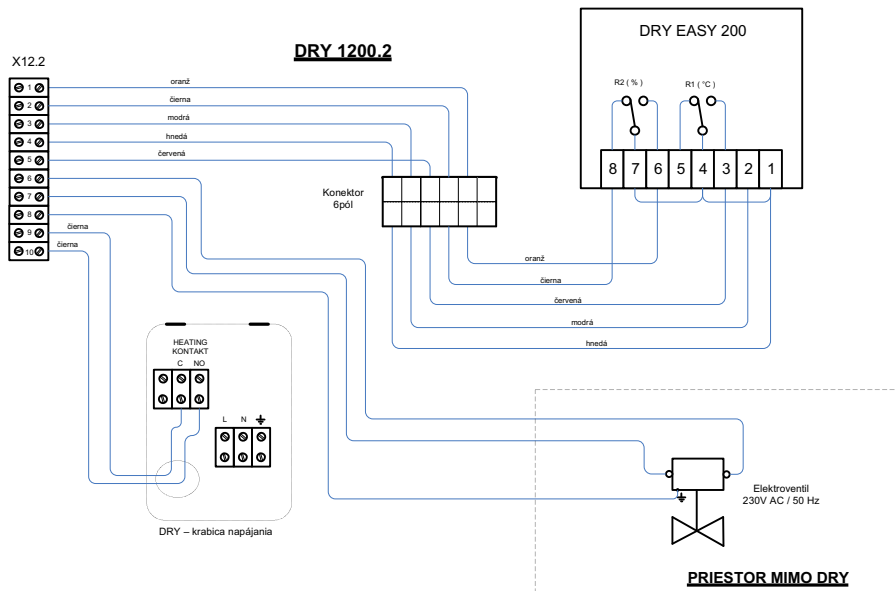 DRY 1200.2
DRY EASY 200
X12.2
R2 ( % )
R1 ( °C )
1
2
3
4
5
6
7
8
9
10
oranž
čierna
modrá
hnedá
červená
čierna
čierna
8 7 6 5 4 3 2 1
Konektor
6pól
oranž
čierna
červená
modrá
hnedá
HEATING
KONTAKT
C NO
L N
DRY – krabica napájania
Elektroventil
230V AC / 50 Hz
PRIESTOR MIMO DRY